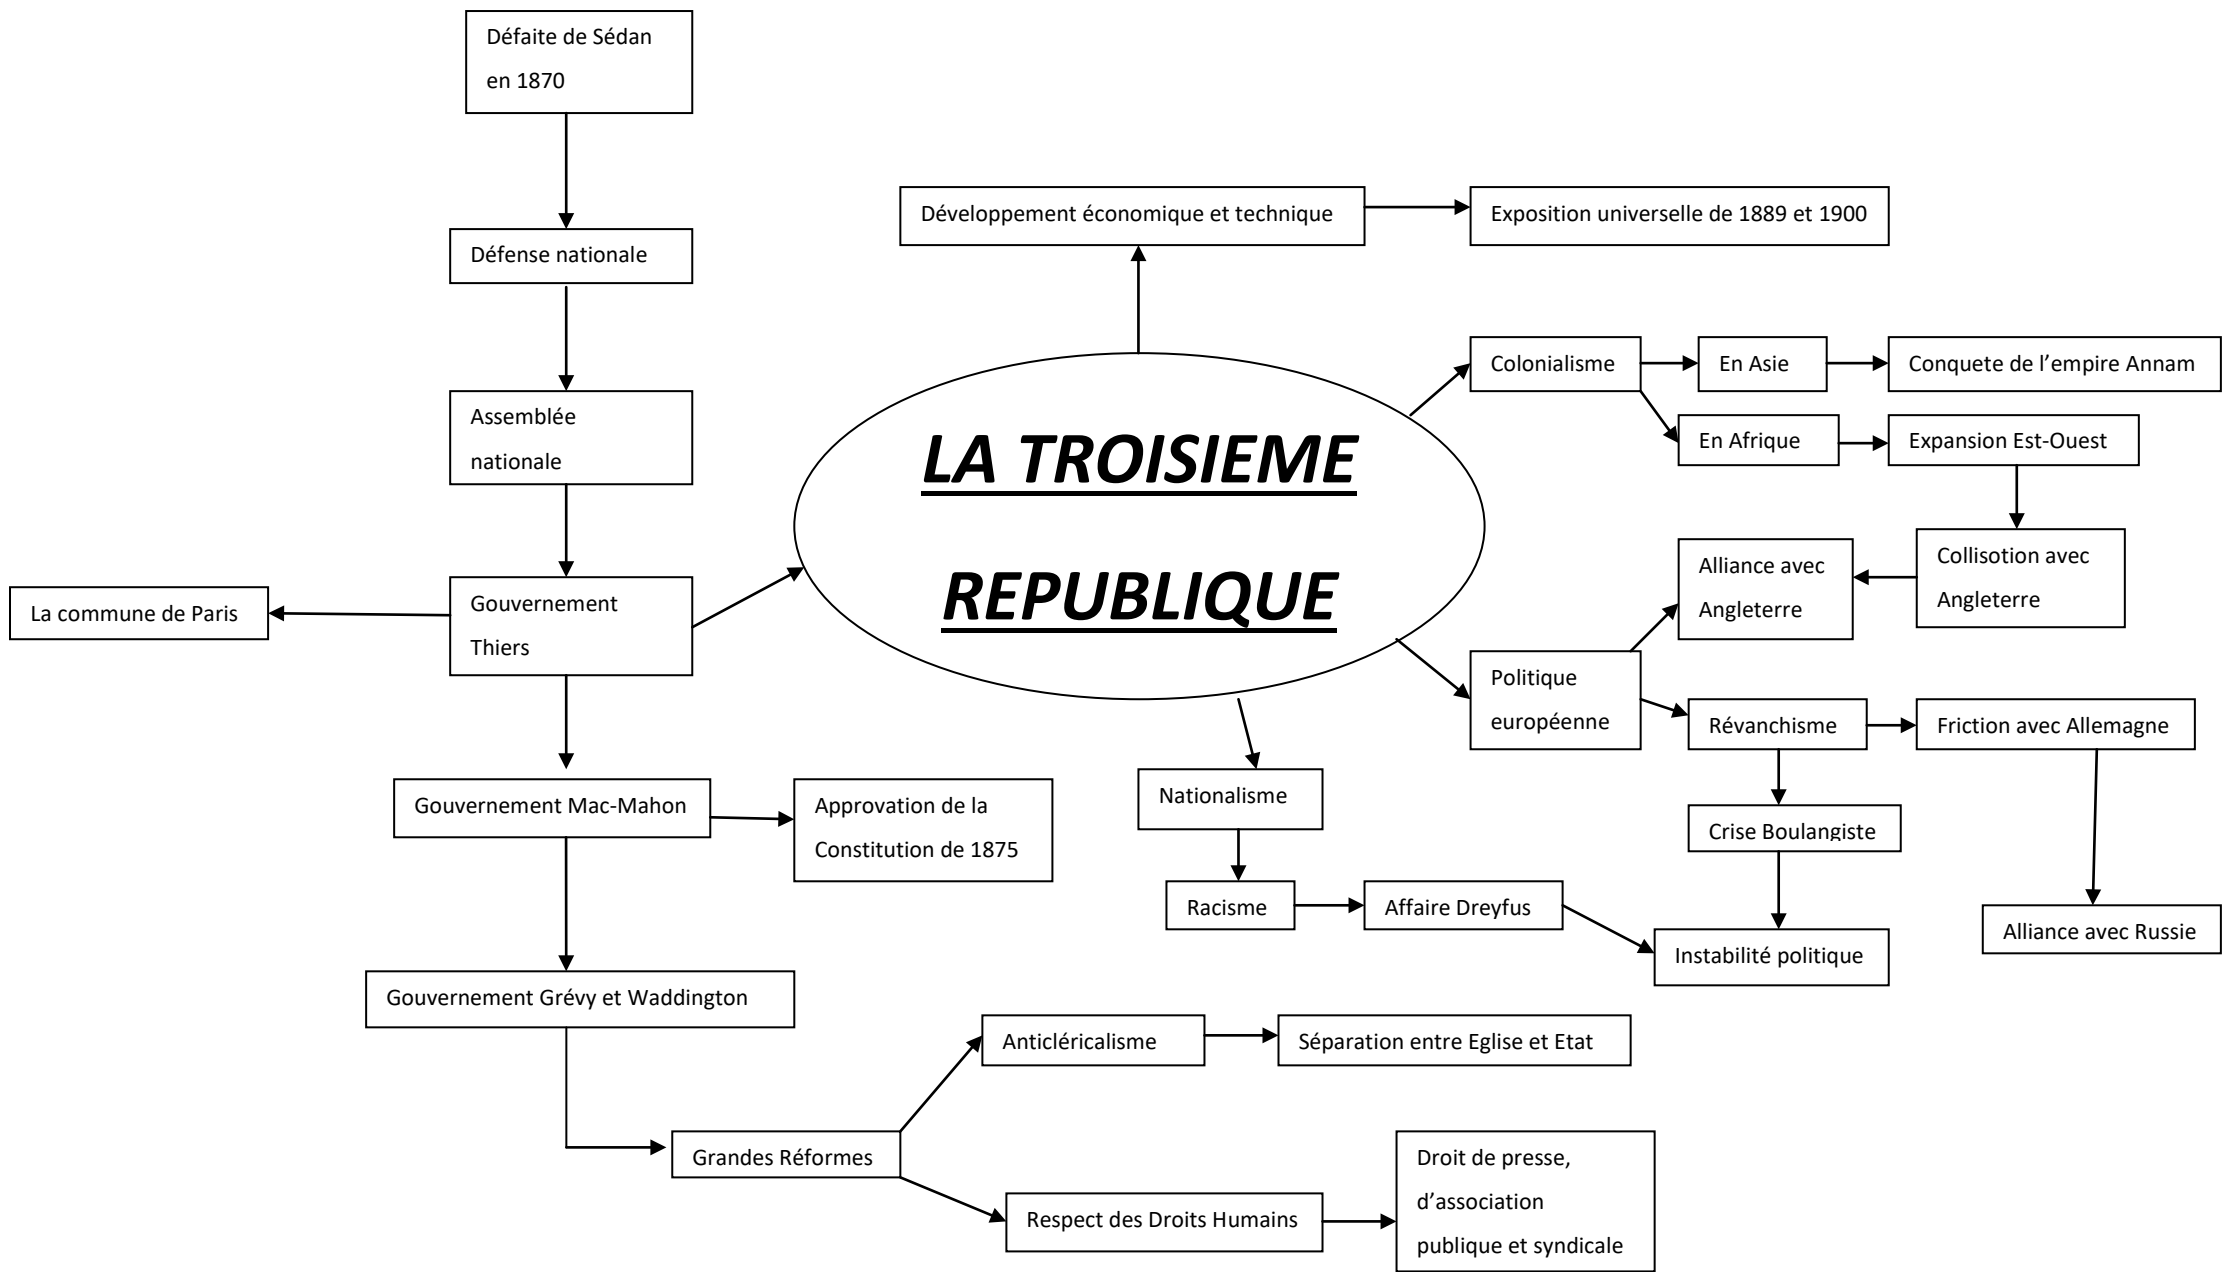 Défaite de Sédan
en 1870
Défense nationale
Assemblée
nationale
Gouvernement
Thiers
La commune de Paris
Gouvernement Mac-Mahon
Approvation de la
Constitution de 1875
Gouvernement Grévy et Waddington
Grandes Réformes
Anticléricalisme
Séparation entre Eglise et Etat
Respect des Droits Humains
Droit de presse,
d’association
publique et syndicale
LA TROISIEME
REPUBLIQUE
Développement économique et technique
Exposition universelle de 1889 et 1900
Colonialisme
En Asie
Conquete de l’empire Annam
En Afrique
Expansion Est-Ouest
Collisotion avec
Angleterre
Alliance avec
Angleterre
Politique
européenne
Révanchisme
Friction avec Allemagne
Alliance avec Russie
Crise Boulangiste
Instabilité politique
Nationalisme
Racisme
Affaire Dreyfus